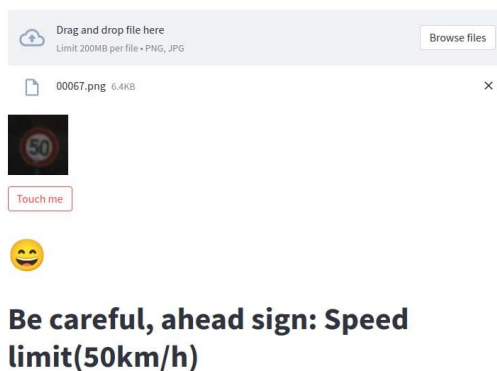 Drag and drop file here
Limit 200MB per file • PNG, JPG
Browse files
00067.png 6.4KB
50
Touch me
Be careful, ahead sign: Speed
limit(50km/h)